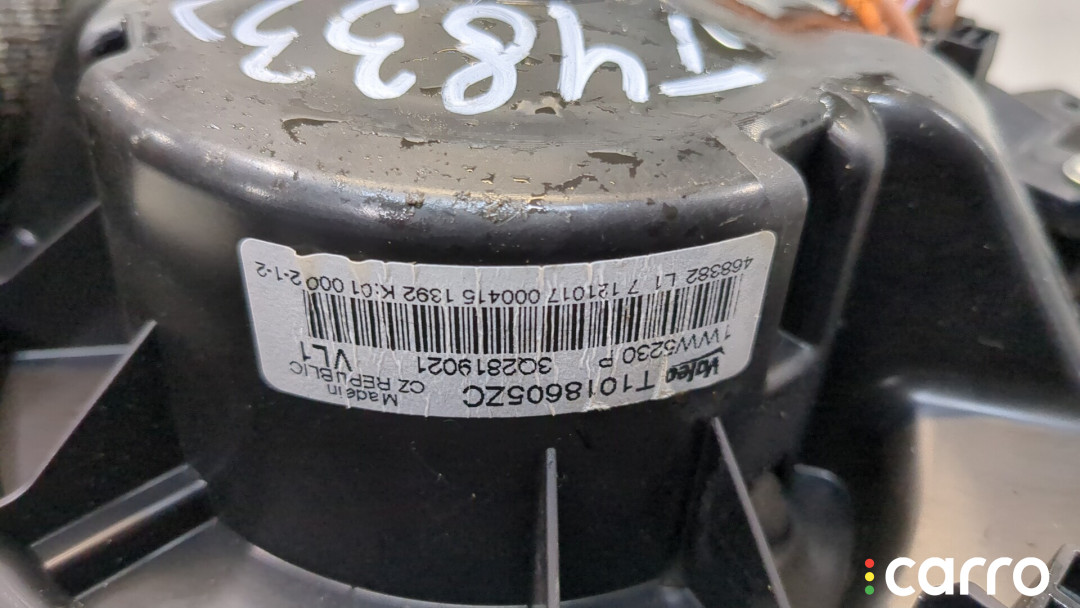 T4833
Valeo T1018605ZC Made in
CZ REPUBLIC
1WW5230 P 3Q2819021 VL1
468382 L1 7 121017 000415 1392 K:01 000 2-1-2
carro